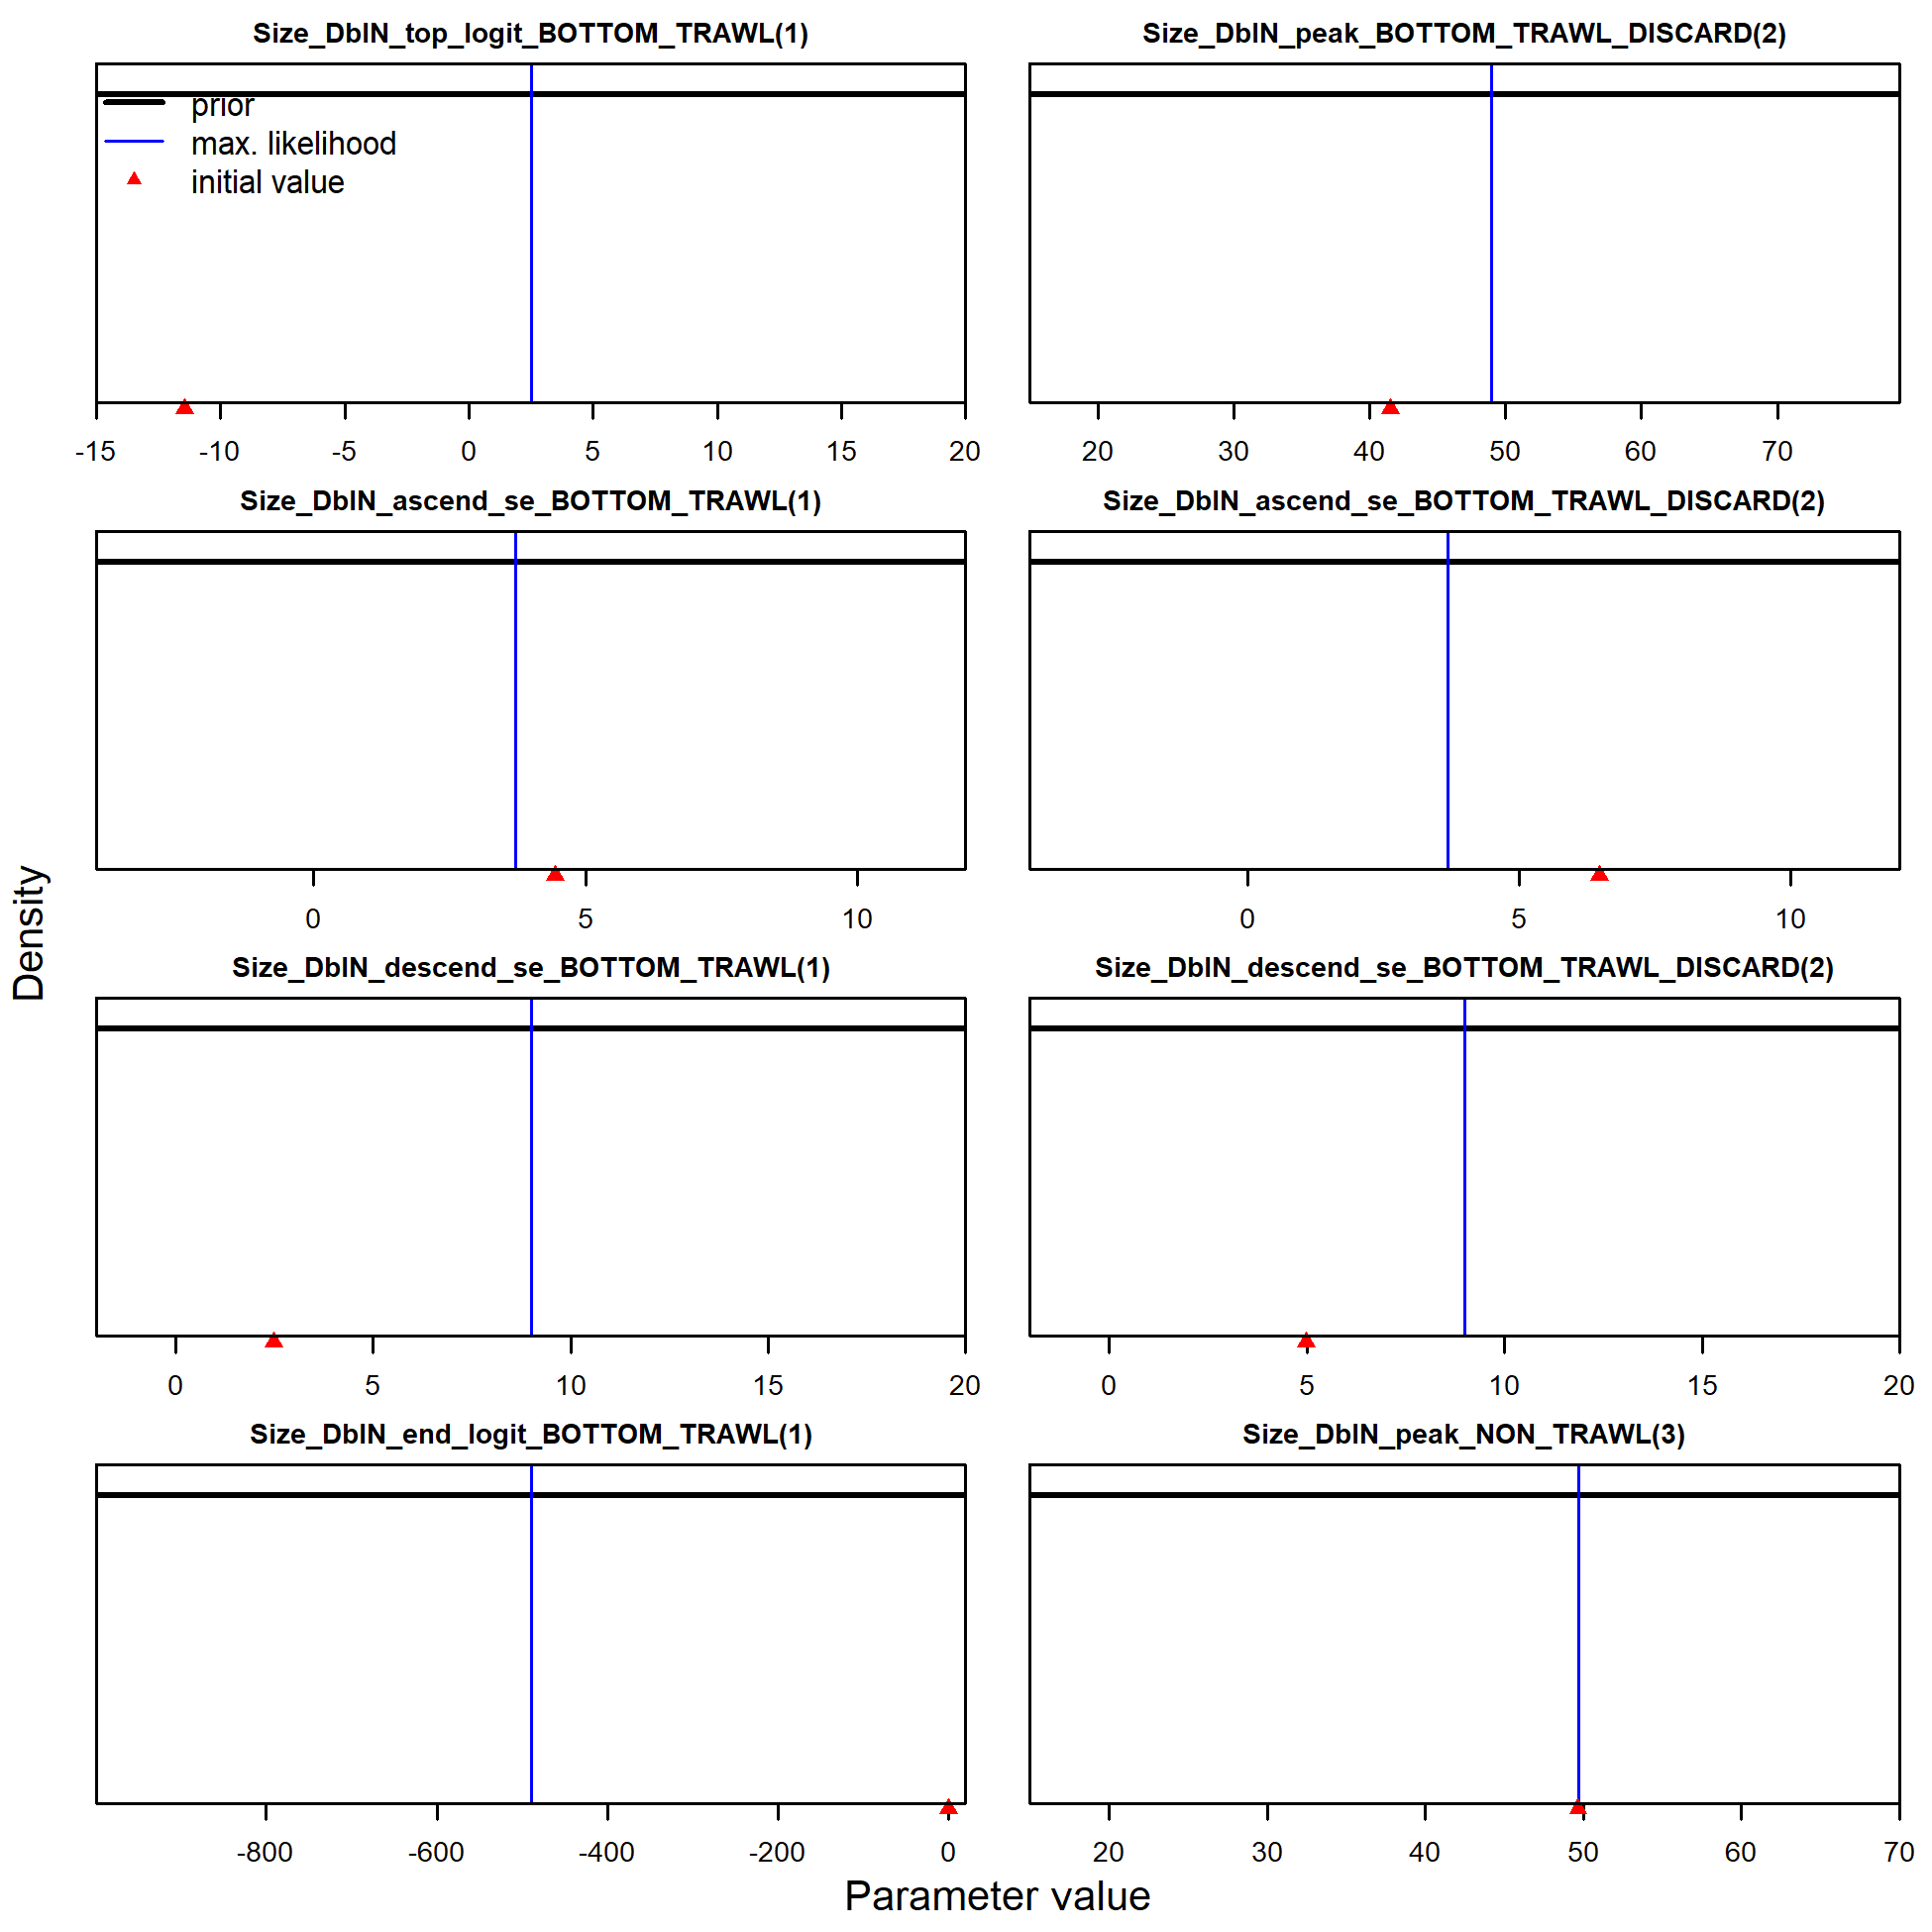 Size_DblN_top_logit_BOTTOM_TRAWL(1)
prior
max. likelihood
initial value
-15 -10 -5 0 5 10 15 20
Size_DblN_peak_BOTTOM_TRAWL_DISCARD(2)
20 30 40 50 60 70
Size_DblN_ascend_se_BOTTOM_TRAWL(1)
0 5 10
Size_DblN_ascend_se_BOTTOM_TRAWL_DISCARD(2)
0 5 10
Size_DblN_descend_se_BOTTOM_TRAWL(1)
0 5 10 15 20
Size_DblN_descend_se_BOTTOM_TRAWL_DISCARD(2)
0 5 10 15 20
Size_DblN_end_logit_BOTTOM_TRAWL(1)
-800 -600 -400 -200 0
Size_DblN_peak_NON_TRAWL(3)
20 30 40 50 60 70
Density
Parameter value